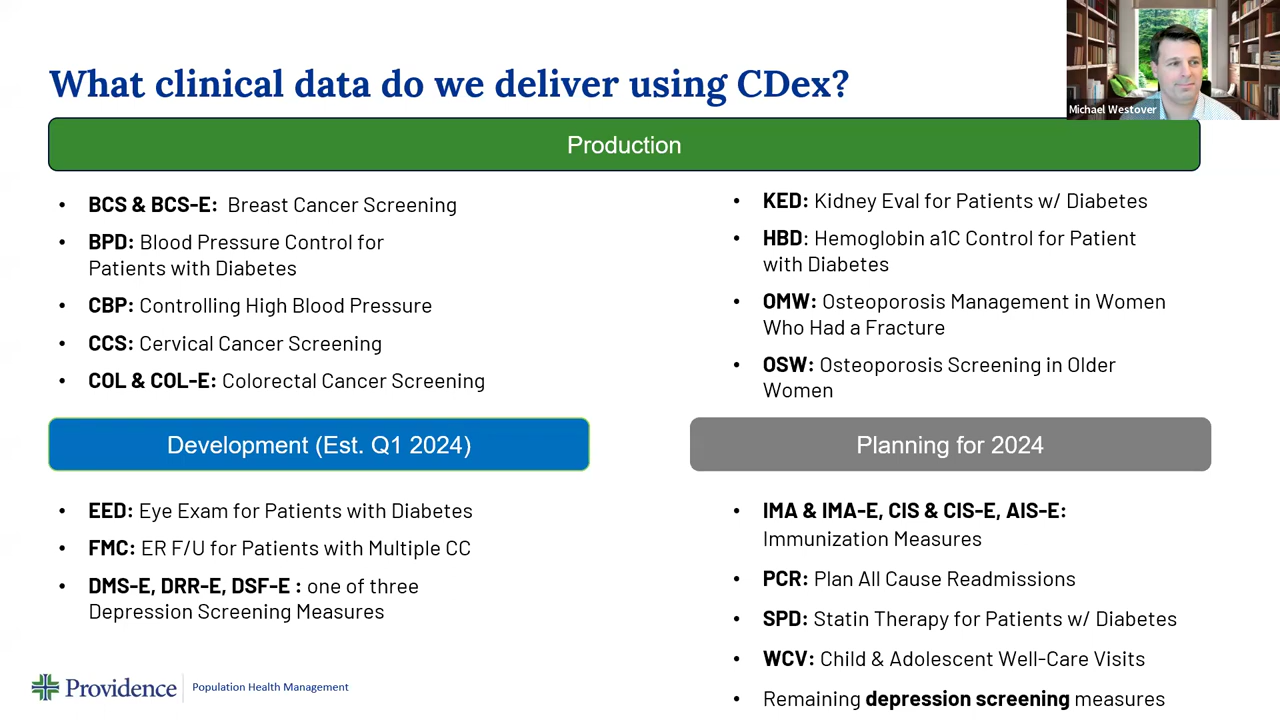 What clinical data do we deliver using CDex?
Michael Westover
Production
• BCS & BCS-E: Breast Cancer Screening
• BPD: Blood Pressure Control for
Patients with Diabetes
• CBP: Controlling High Blood Pressure
• CCS: Cervical Cancer Screening
• COL & COL-E: Colorectal Cancer Screening
• KED: Kidney Eval for Patients w/ Diabetes
• HBD: Hemoglobin a1C Control for Patient
with Diabetes
• OMW: Osteoporosis Management in Women
Who Had a Fracture
• OSW: Osteoporosis Screening in Older
Women
Development (Est. Q1 2024)
• EED: Eye Exam for Patients with Diabetes
• FMC: ER F/U for Patients with Multiple CC
• DMS-E, DRR-E, DSF-E : one of three
Depression Screening Measures
Planning for 2024
• IMA & IMA-E, CIS & CIS-E, AIS-E:
Immunization Measures
• PCR: Plan All Cause Readmissions
• SPD: Statin Therapy for Patients w/ Diabetes
• WCV: Child & Adolescent Well-Care Visits
• Remaining depression screening measures
Providence
Population Health Management